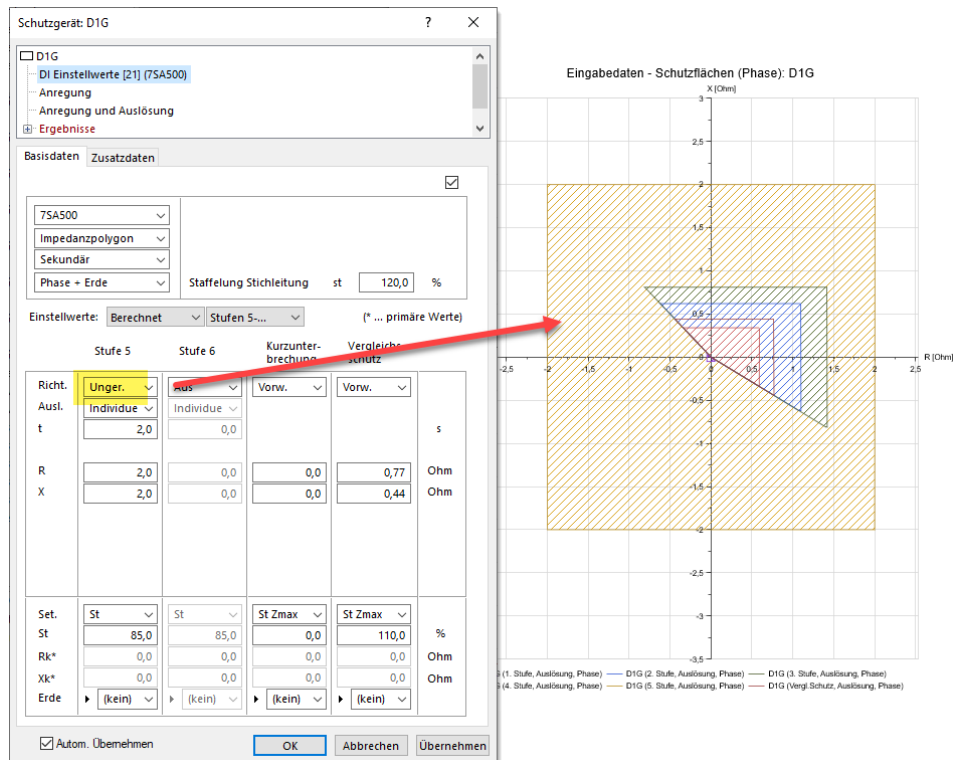 Schutzgerät: D1G ? ×
D1G
DI Einstellwerte [21] (7SA500)
Anregung
Anregung und Auslösung
Ergebnisse
Basisdaten Zusatzdaten
7SA500
Impedanzpolygon
Sekundär
Phase + Erde Staffelung Stichleitung st 120,0 %
Einstellwerte: Berechnet Stufen 5-... (* ... primäre Werte)
Stufe 5 Stufe 6 Kurzunter-brechung Vergleichs-schutz
Richt. Unger. Aus Vorw. Vorw.
Ausl. Individue Individue
t 2,0 0,0 s
R 2,0 0,0 0,0 0,77 Ohm
X 2,0 0,0 0,0 0,44 Ohm
Set. St St St Zmax St Zmax
St 85,0 85,0 0,0 110,0 %
Rk* 0,0 0,0 0,0 0,0 Ohm
Xk* 0,0 0,0 0,0 0,0 Ohm
Erde (kein) (kein) (kein) (kein)
Autom. Übernehmen OK Abbrechen Übernehmen
Eingabedaten - Schutzflächen (Phase): D1G
X [Ohm]
3
2,5
2
1,5
1
0,5
-2,5 -2 -1,5 -1 -0,5 0 0,5 1 1,5 2 2,5 R [Ohm]
-0,5
-1
-1,5
-2
-2,5
-3
-3,5
(1. Stufe, Auslösung, Phase) D1G (2. Stufe, Auslösung, Phase) D1G (3. Stufe, Auslösung, Phase)
(4. Stufe, Auslösung, Phase) D1G (5. Stufe, Auslösung, Phase) D1G (Vergl.Schutz, Auslösung, Phase)